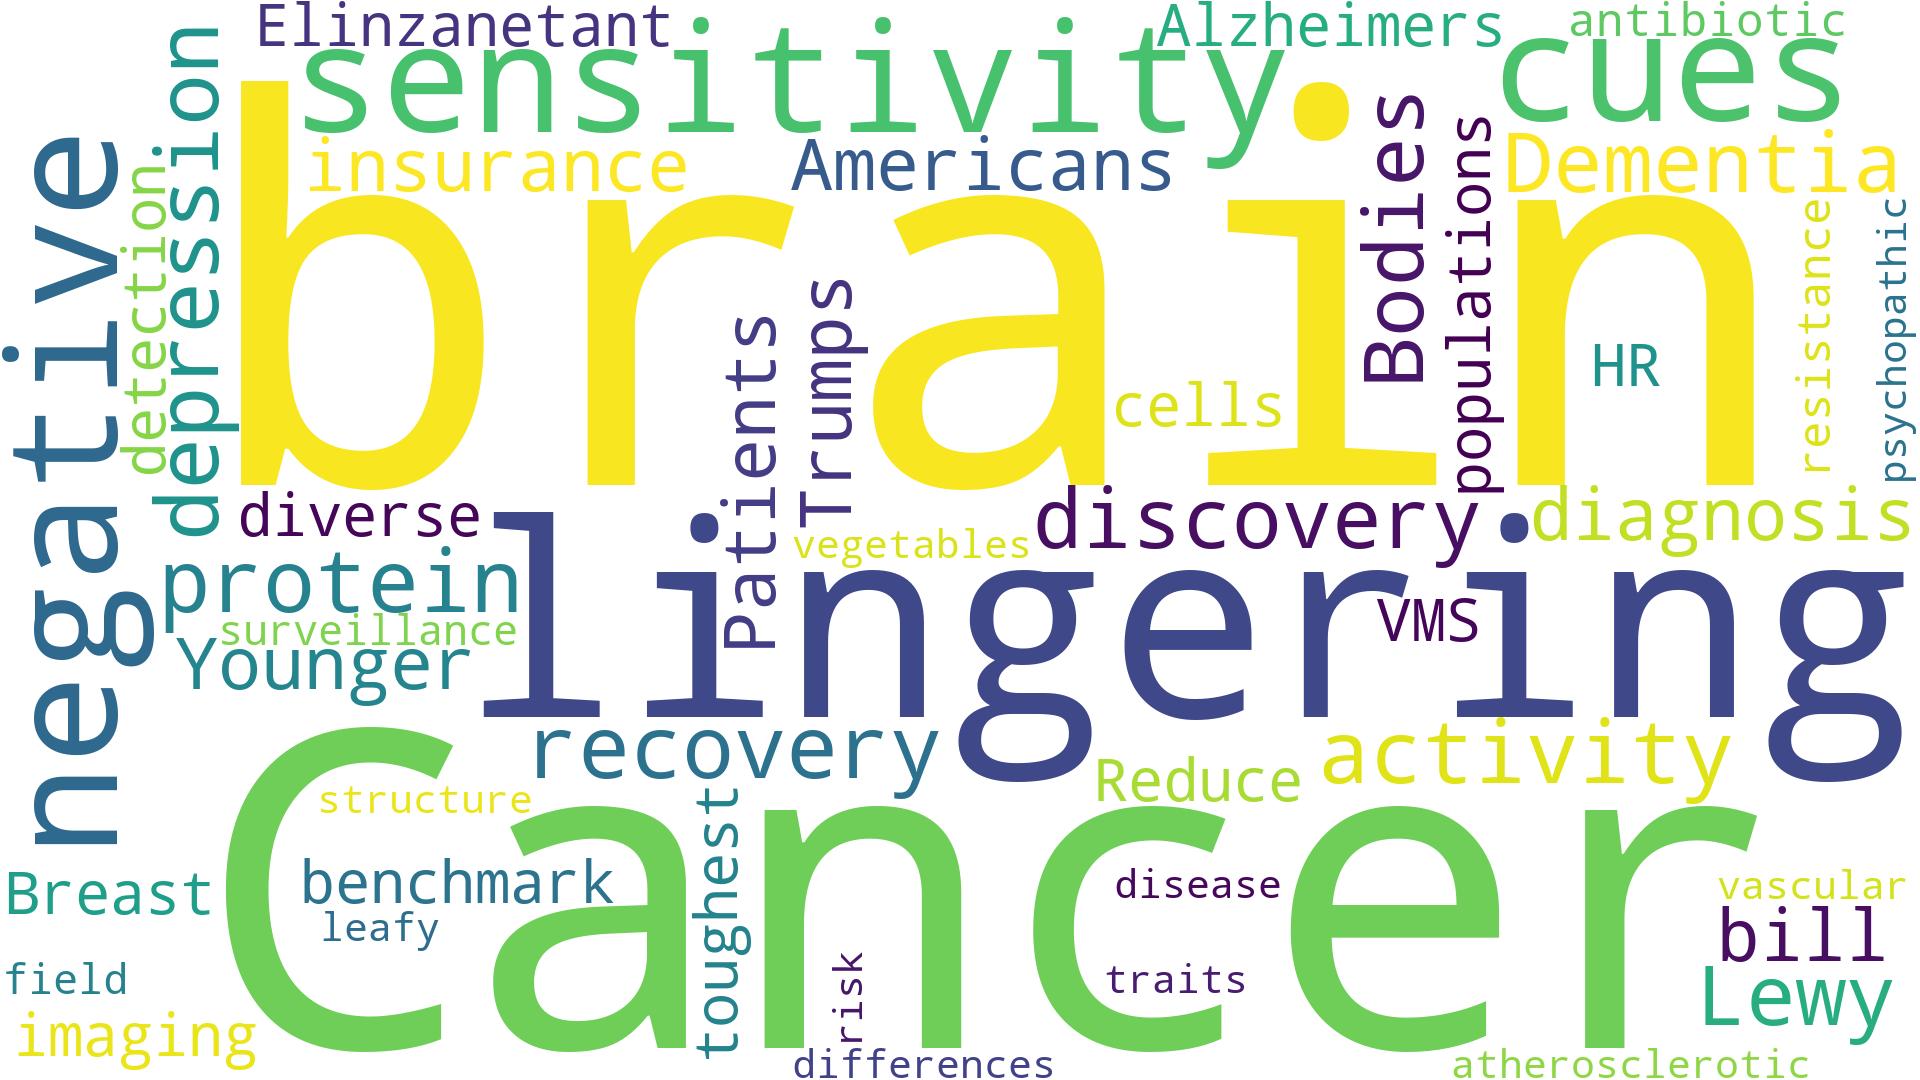 Elinzanetant
Alzheimers
antibiotic
sensitivity
cues
depression
negative
detection
insurance
Americans
Bodies
populations
Dementia
brain
resistance
psychopathic
Patients
Trumps
cells
HR
diverse
discovery
diagnosis
vegetables
lingering
protein
surveillance
Younger
VMS
recovery
activity
Reduce
Cancer
structure
toughest
benchmark
leafy
Breast
disease
vascular
bill
field
risk
traits
Lewy
imaging
differences
atherosclerotic